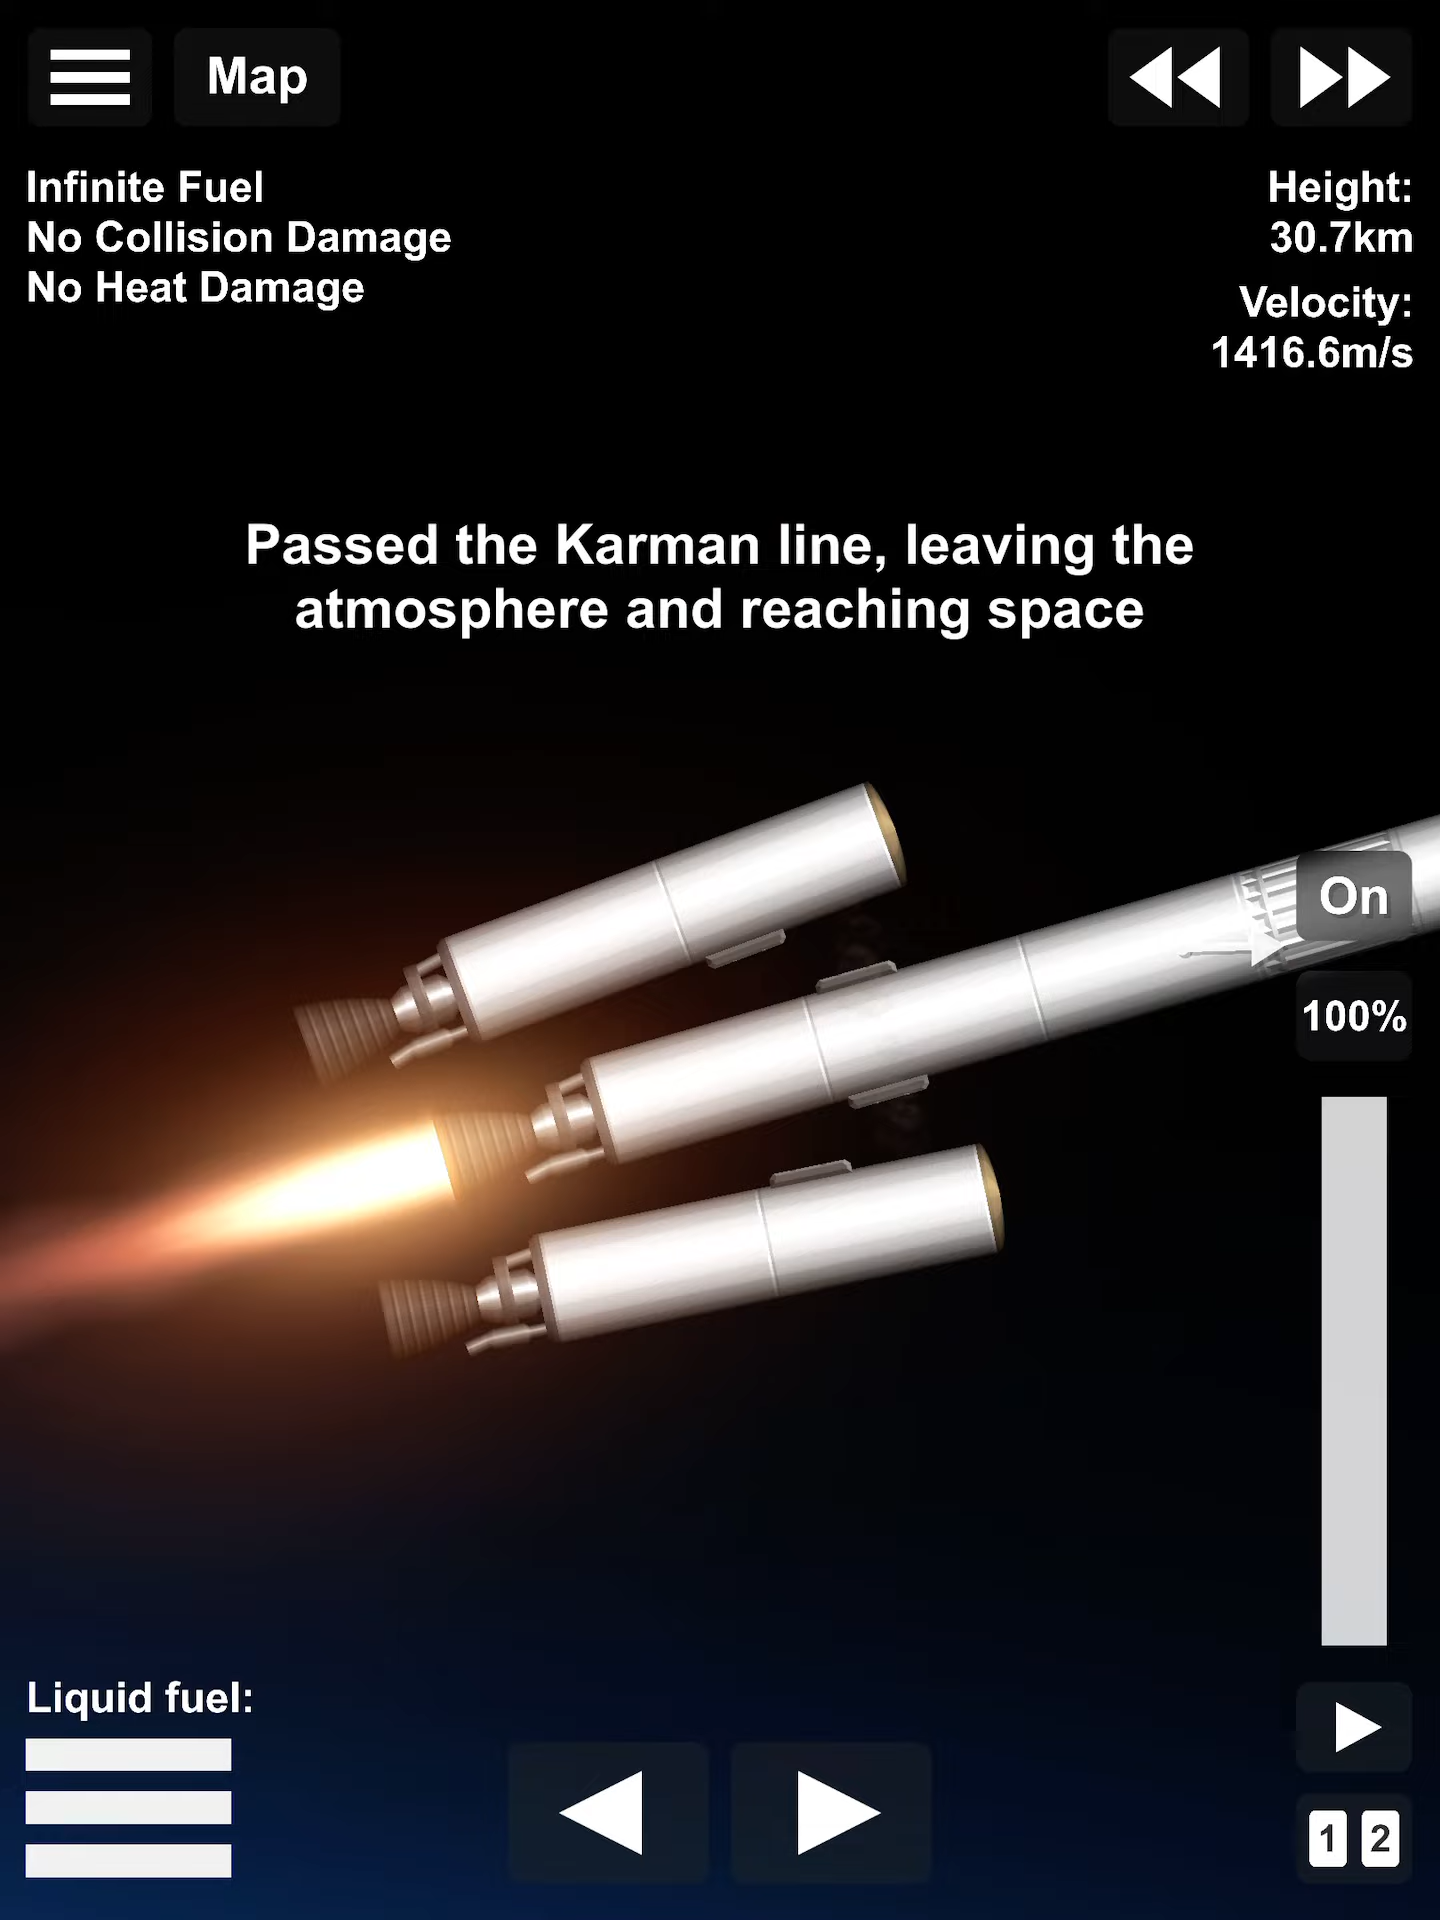 Map
Infinite Fuel
No Collision Damage
No Heat Damage
Height:
30.7km
Velocity:
1416.6m/s
Passed the Karman line, leaving the
atmosphere and reaching space
On
100%
Liquid fuel:
1 2